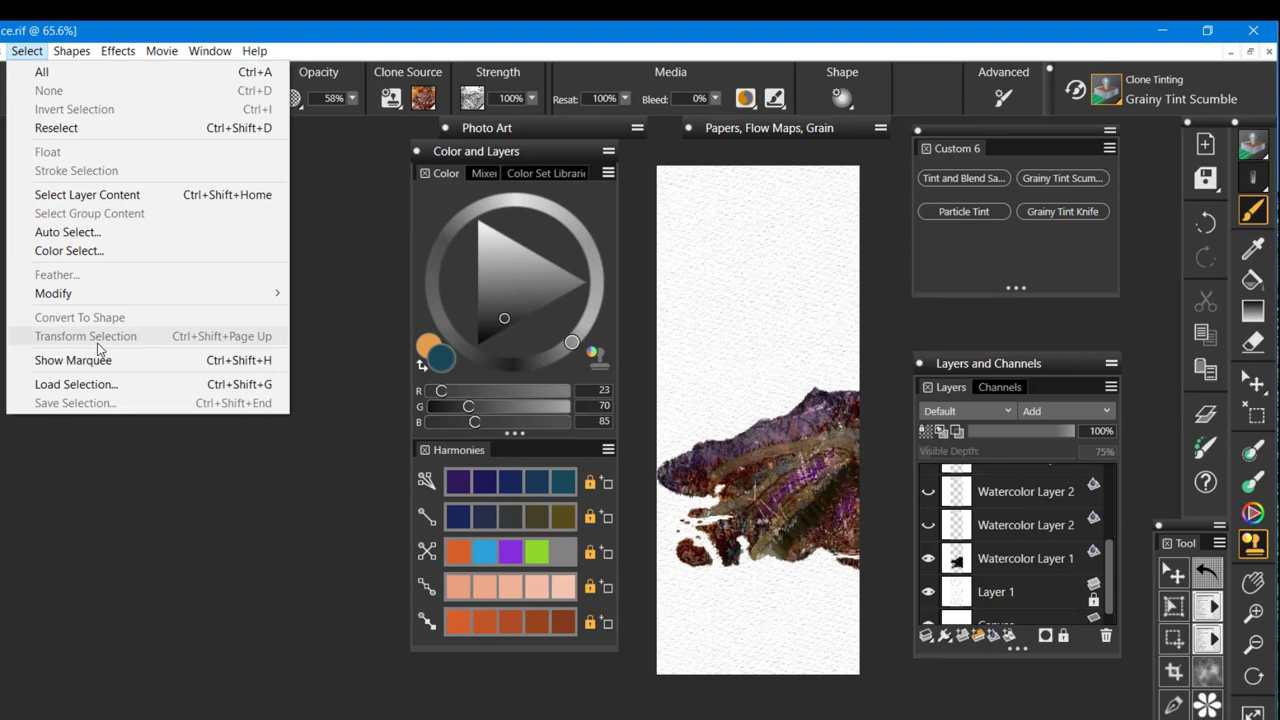 ce.rif @ 65.6%]
Select Shapes Effects Movie Window Help
All Ctrl+A
None Ctrl+D
Invert Selection Ctrl+I
Reselect Ctrl+Shift+D
Float
Stroke Selection
Select Layer Content Ctrl+Shift+Home
Select Group Content
Auto Select...
Color Select...
Feather...
Modify
Convert To Shape
Transform Selection Ctrl+Shift+Page Up
Show Marquee Ctrl+Shift+H
Load Selection... Ctrl+Shift+G
Save Selection... Ctrl+Shift+End
Opacity
58%
Clone Source
Strength
100%
Media
Resat: 100% Bleed: 0%
Shape
Advanced
Clone Tinting
Grainy Tint Scumble
Photo Art
Papers, Flow Maps, Grain
Color and Layers
Color Mixer Color Set Librarie
R 23
G 70
B 85
Harmonies
Custom 6
Tint and Blend Sa... Grainy Tint Scum...
Particle Tint Grainy Tint Knife
Layers and Channels
Layers Channels
Default Add
100%
Visible Depth: 75%
Watercolor Layer 2
Watercolor Layer 2
Watercolor Layer 1
Layer 1
Tool